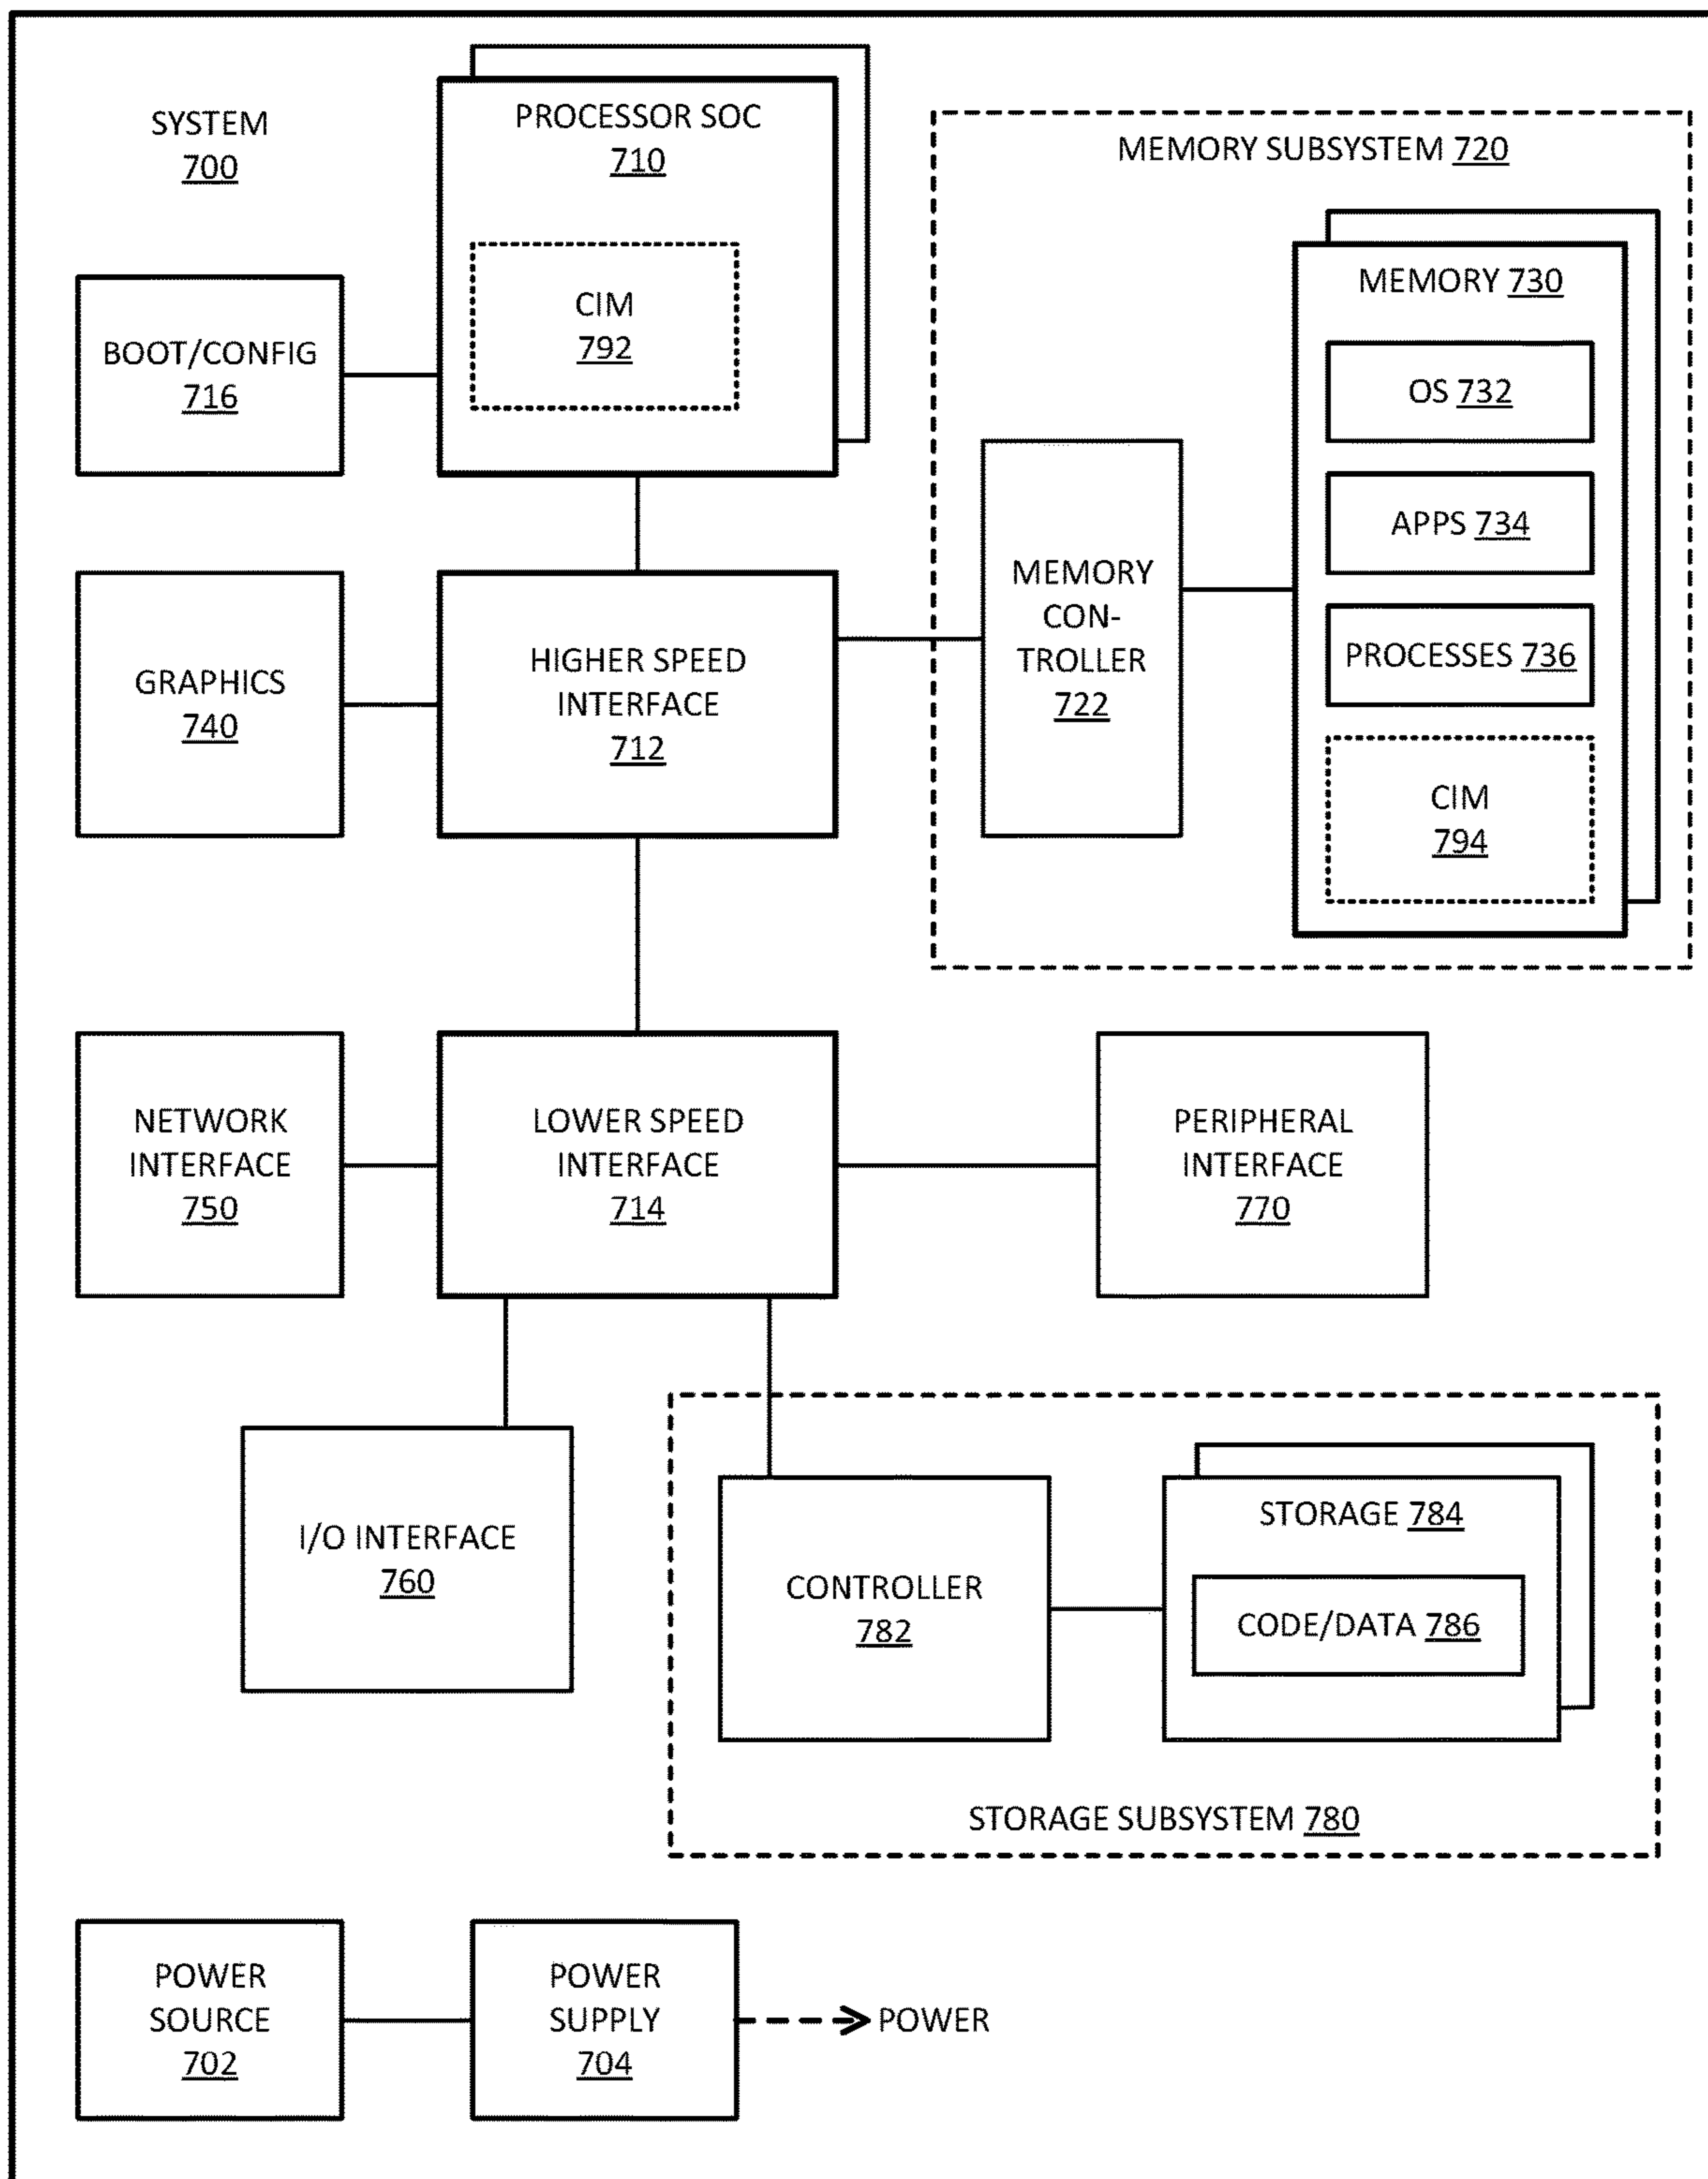 SYSTEM
700
PROCESSOR SOC
710
CIM
792
BOOT/CONFIG
716
MEMORY SUBSYSTEM 720
MEMORY 730
OS 732
APPS 734
PROCESSES 736
CIM
794
MEMORY
CON-
TROLLER
722
GRAPHICS
740
HIGHER SPEED
INTERFACE
712
NETWORK
INTERFACE
750
LOWER SPEED
INTERFACE
714
PERIPHERAL
INTERFACE
770
I/O INTERFACE
760
CONTROLLER
782
STORAGE 784
CODE/DATA 786
STORAGE SUBSYSTEM 780
POWER
SOURCE
702
POWER
SUPPLY
704
POWER